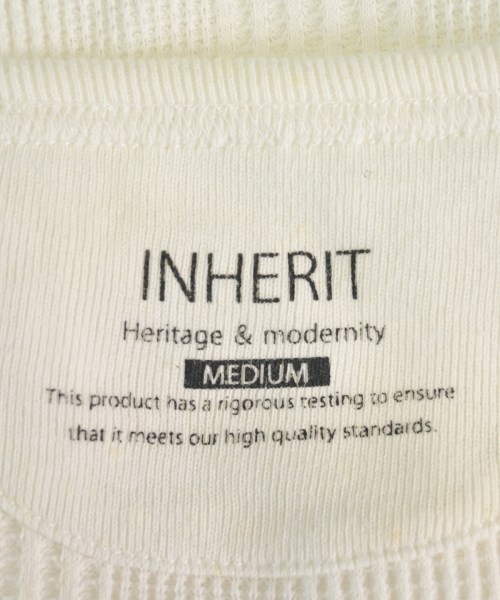 INHERIT
Heritage & modernity
MEDIUM
This product has a rigorous testing to ensure
that it meets our high quality standards.